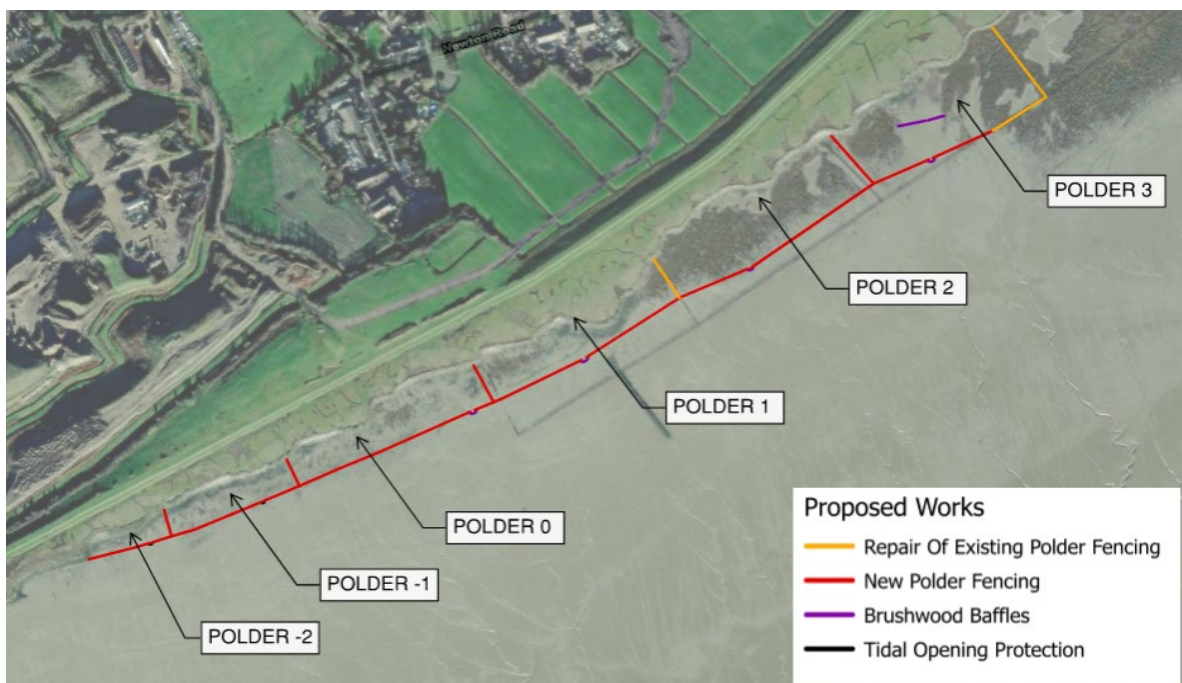 Newton Road
POLDER 3
POLDER 2
POLDER 1
POLDER 0
POLDER -1
POLDER -2
Proposed Works
Repair Of Existing Polder Fencing
New Polder Fencing
Brushwood Baffles
Tidal Opening Protection